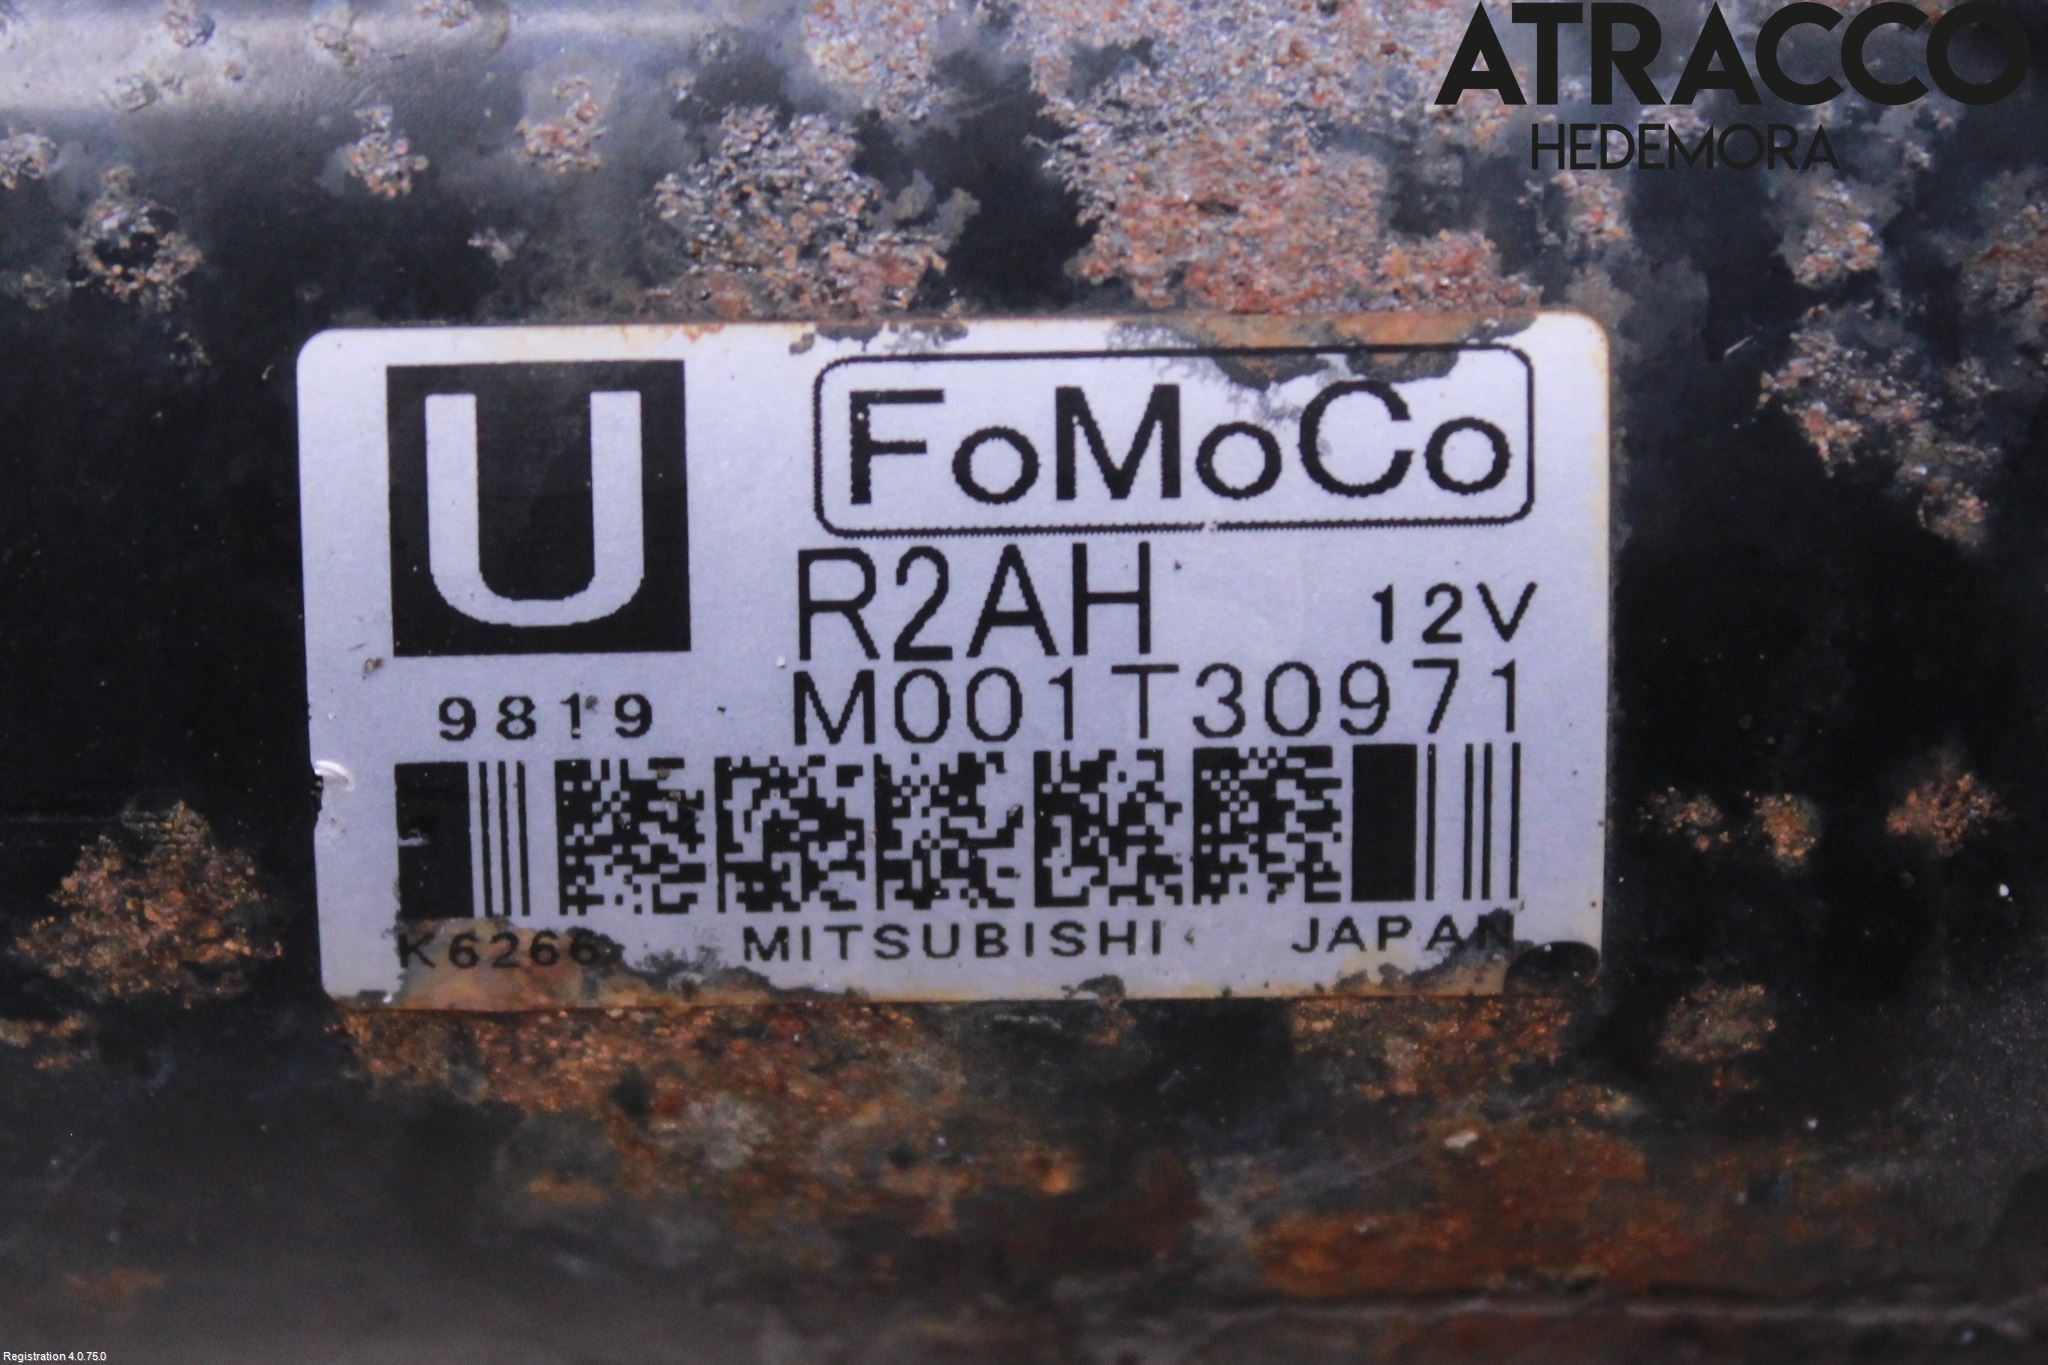 ATRACCO
HEDEMORA
U
FoMoCo
R2AH 12V
9819 M001T30971
K6266 MITSUBISHI JAPAN
Registration 4.0.75.0